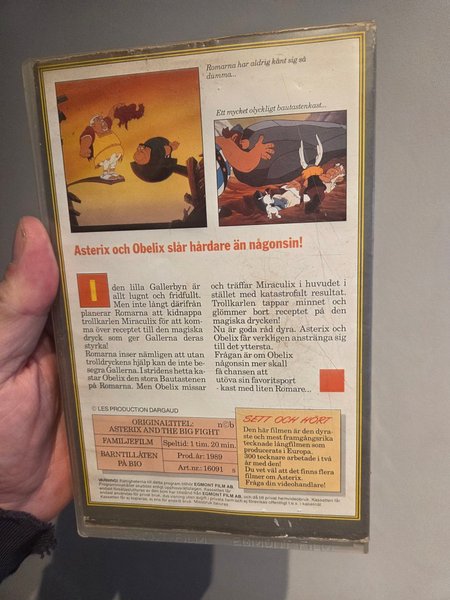 Romarna har aldrig känt sig så
dumma...
Ett mycket olyckligt bautastenkast...
Asterix och Obelix slår hårdare än någonsin!
I den lilla Gallerbyn är
allt lugnt och fridfullt.
Men inte långt därifrån
planerar Romarna att kidnappa
trollkarlen Miraculix för att kom-
ma över receptet till den magiska
dryck som ger Gallerna deras
styrka!
Romarna inser nämligen att utan
trolldryckens hjälp kan de inte be-
segra Gallerna. I stridens hetta kas-
tar Obelix den stora Bautastenen
på Romarna. Men Obelix missar
och träffar Miraculix i huvudet i
stället med katastrofalt resultat.
Trollkarlen tappar minnet och
glömmer bort receptet på den
magiska drycken!
Nu är goda råd dyra. Asterix och
Obelix får verkligen anstränga sig
till det yttersta.
Frågan är om Obelix
någonsin mer skall
få chansen att
utöva sin favoritsport
- kast med liten Romare...
© LES PRODUCTION DARGAUD
ORIGINALTITEL:
ASTERIX AND THE BIG FIGHT
FAMILJEFILM
Speltid: 1 tim. 20 min.
BARNTILLÅTEN
PÅ BIO
Prod.år: 1989
Art.nr.: 16091
s
SETT OCH HÖRT
Den här filmen är den dyra-
ste och mest framgångsrika
tecknade långfilmen som
producerats i Europa.
300 tecknare arbetade i två
år med den!
Du vet väl att det finns flera
filmer om Asterix.
Fråga din videohandlare!
VARNING!
EGMONT FILM AB